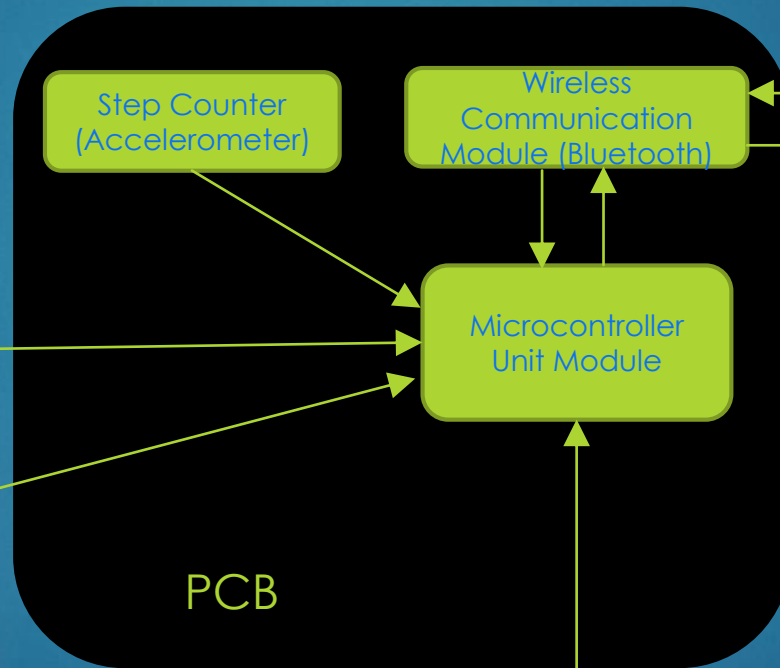 Step Counter
(Accelerometer)
Wireless
Communication
Module (Bluetooth)
Microcontroller
Unit Module
PCB